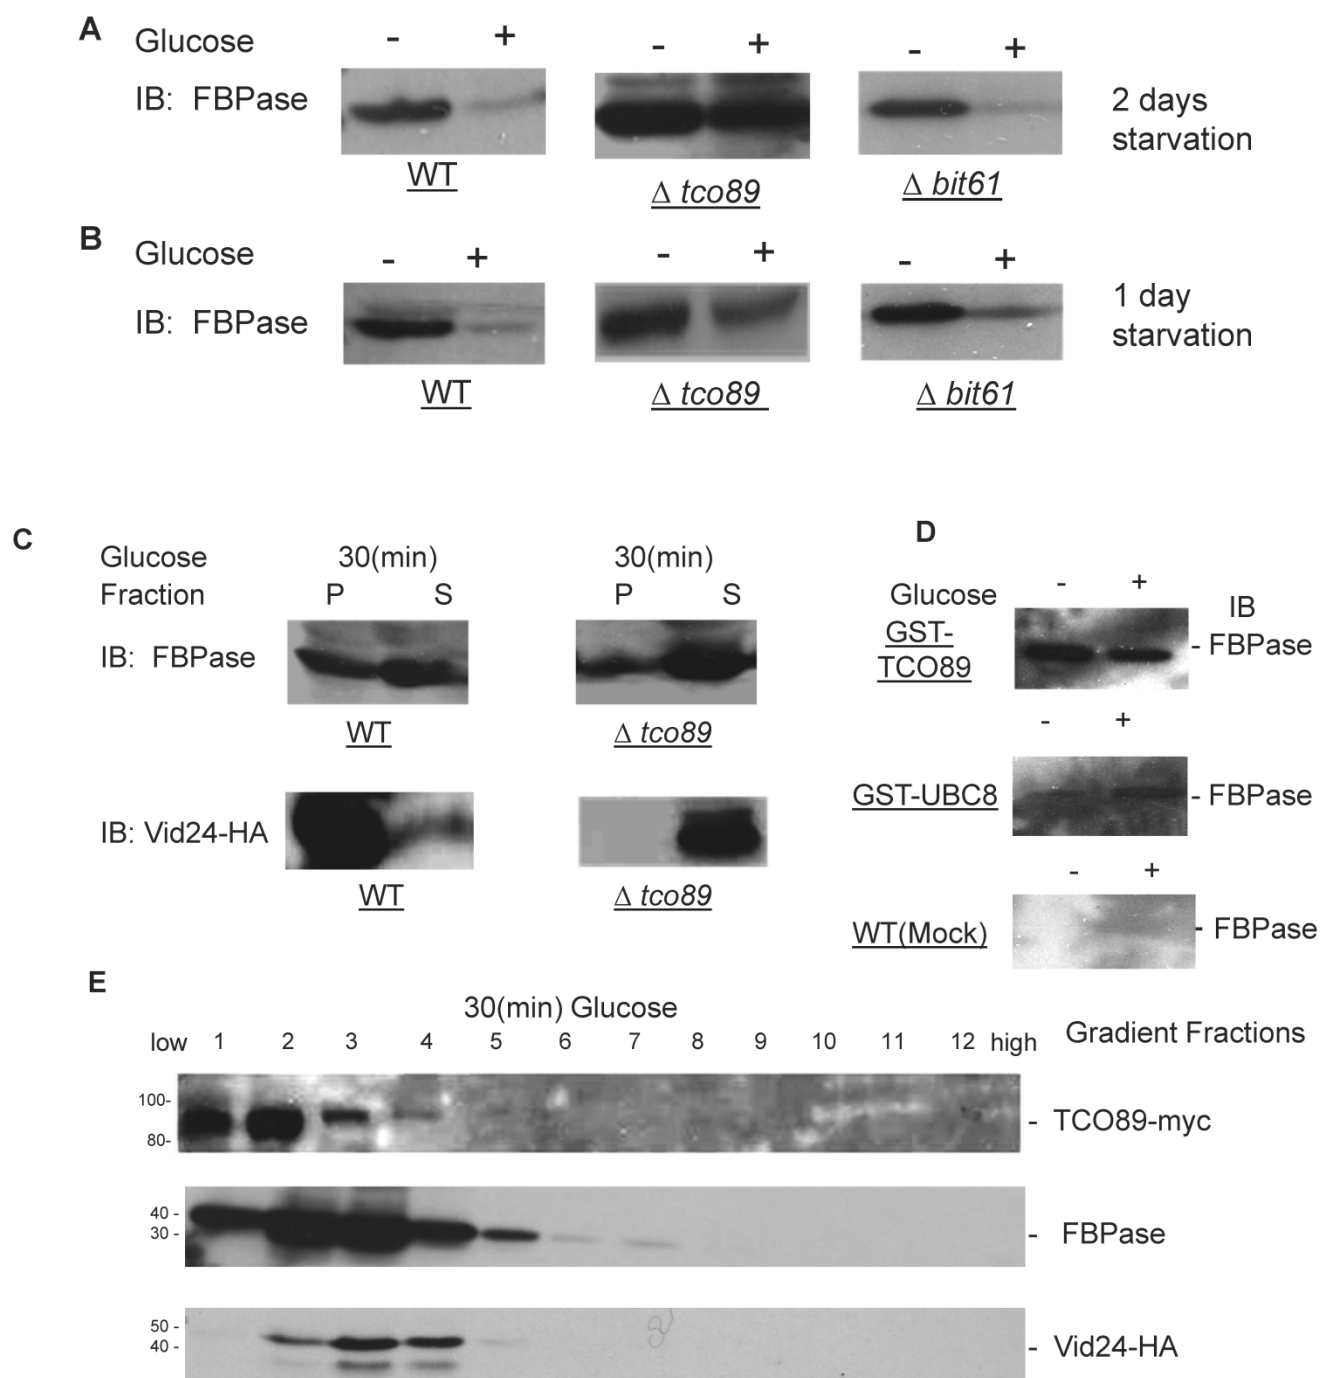 A
Glucose - + - + - +
IB: FBPase
2 days
starvation
WT Δ tco89 Δ bit61
B
Glucose - + - + - +
IB: FBPase
1 day
starvation
WT Δ tco89 Δ bit61
C
Glucose 30(min) 30(min)
Fraction P S P S
IB: FBPase
WT Δ tco89
IB: Vid24-HA
WT Δ tco89
D
Glucose - + IB
GST-
TCO89
- FBPase
- +
GST-UBC8 - FBPase
- +
WT(Mock) - FBPase
E
30(min) Glucose
low 1 2 3 4 5 6 7 8 9 10 11 12 high Gradient Fractions
100-
80-
- TCO89-myc
40 -
30 -
- FBPase
50 -
40 -
- Vid24-HA